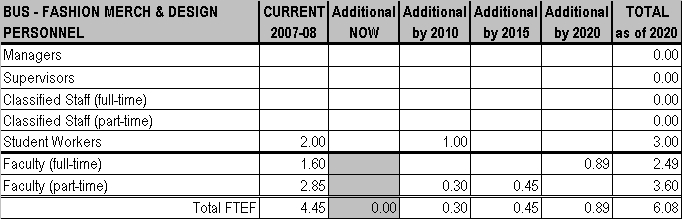 BUS - FASHION MERCH & DESIGN CURRENT Additional Additional Additional Additional TOTAL
PERSONNEL 2007-08 NOW by 2010 by 2015 by 2020 as of 2020
Managers 0.00
Supervisors 0.00
Classified Staff (full-time) 0.00
Classified Staff (part-time) 0.00
Student Workers 2.00 1.00 3.00
Faculty (full-time) 1.60 0.89 2.49
Faculty (part-time) 2.85 0.30 0.45 3.60
Total FTEF 4.45 0.00 0.30 0.45 0.89 6.08